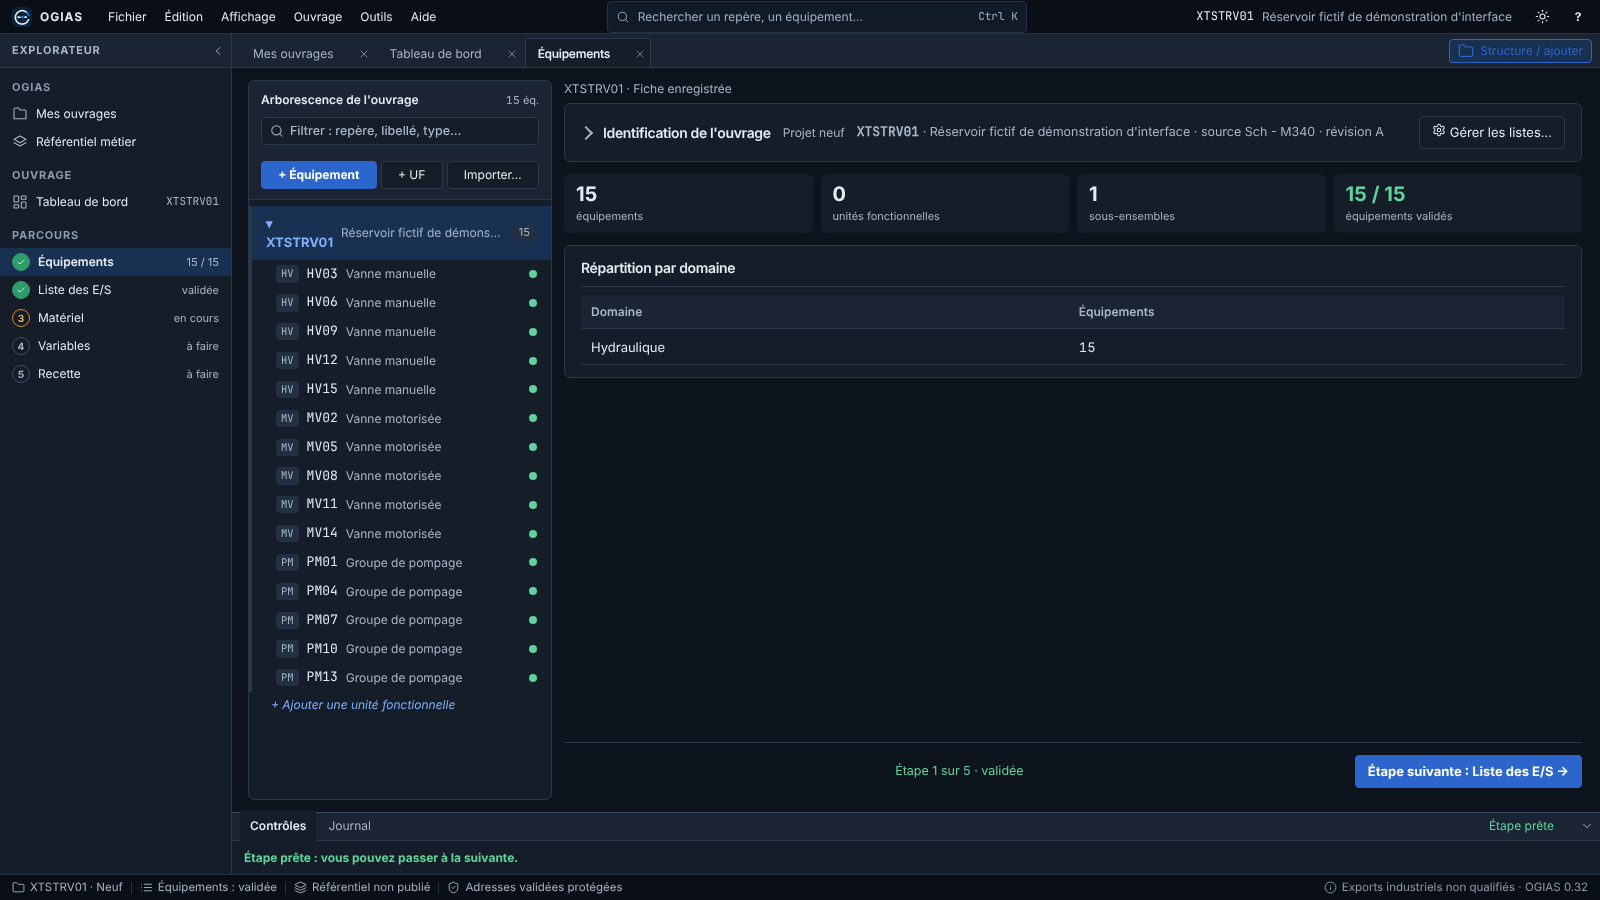 OGIAS Fichier Édition Affichage Ouvrage Outils Aide Rechercher un repère, un équipement... Ctrl K XTSTRV01 Réservoir fictif de démonstration d'interface ?
EXPLORATEUR
OGIAS
Mes ouvrages
Référentiel métier
OUVRAGE
Tableau de bord XTSTRV01
PARCOURS
Équipements 15 / 15
Liste des E/S validée
3 Matériel en cours
4 Variables à faire
5 Recette à faire
Mes ouvrages Tableau de bord Équipements Structure / ajouter
Arborescence de l'ouvrage 15 éq.
Filtrer : repère, libellé, type...
+ Équipement + UF Importer...
XTSTRV01 Réservoir fictif de démons... 15
HV HV03 Vanne manuelle
HV HV06 Vanne manuelle
HV HV09 Vanne manuelle
HV HV12 Vanne manuelle
HV HV15 Vanne manuelle
MV MV02 Vanne motorisée
MV MV05 Vanne motorisée
MV MV08 Vanne motorisée
MV MV11 Vanne motorisée
MV MV14 Vanne motorisée
PM PM01 Groupe de pompage
PM PM04 Groupe de pompage
PM PM07 Groupe de pompage
PM PM10 Groupe de pompage
PM PM13 Groupe de pompage
+ Ajouter une unité fonctionnelle
XTSTRV01 · Fiche enregistrée
Identification de l'ouvrage Projet neuf XTSTRV01 · Réservoir fictif de démonstration d'interface · source Sch - M340 · révision A Gérer les listes...
15
équipements
0
unités fonctionnelles
1
sous-ensembles
15 / 15
équipements validés
Répartition par domaine
Domaine Équipements
Hydraulique 15
Étape 1 sur 5 · validée Étape suivante : Liste des E/S →
Contrôles Journal Étape prête
Étape prête : vous pouvez passer à la suivante.
XTSTRV01 · Neuf Équipements : validée Référentiel non publié Adresses validées protégées Exports industriels non qualifiés · OGIAS 0.32